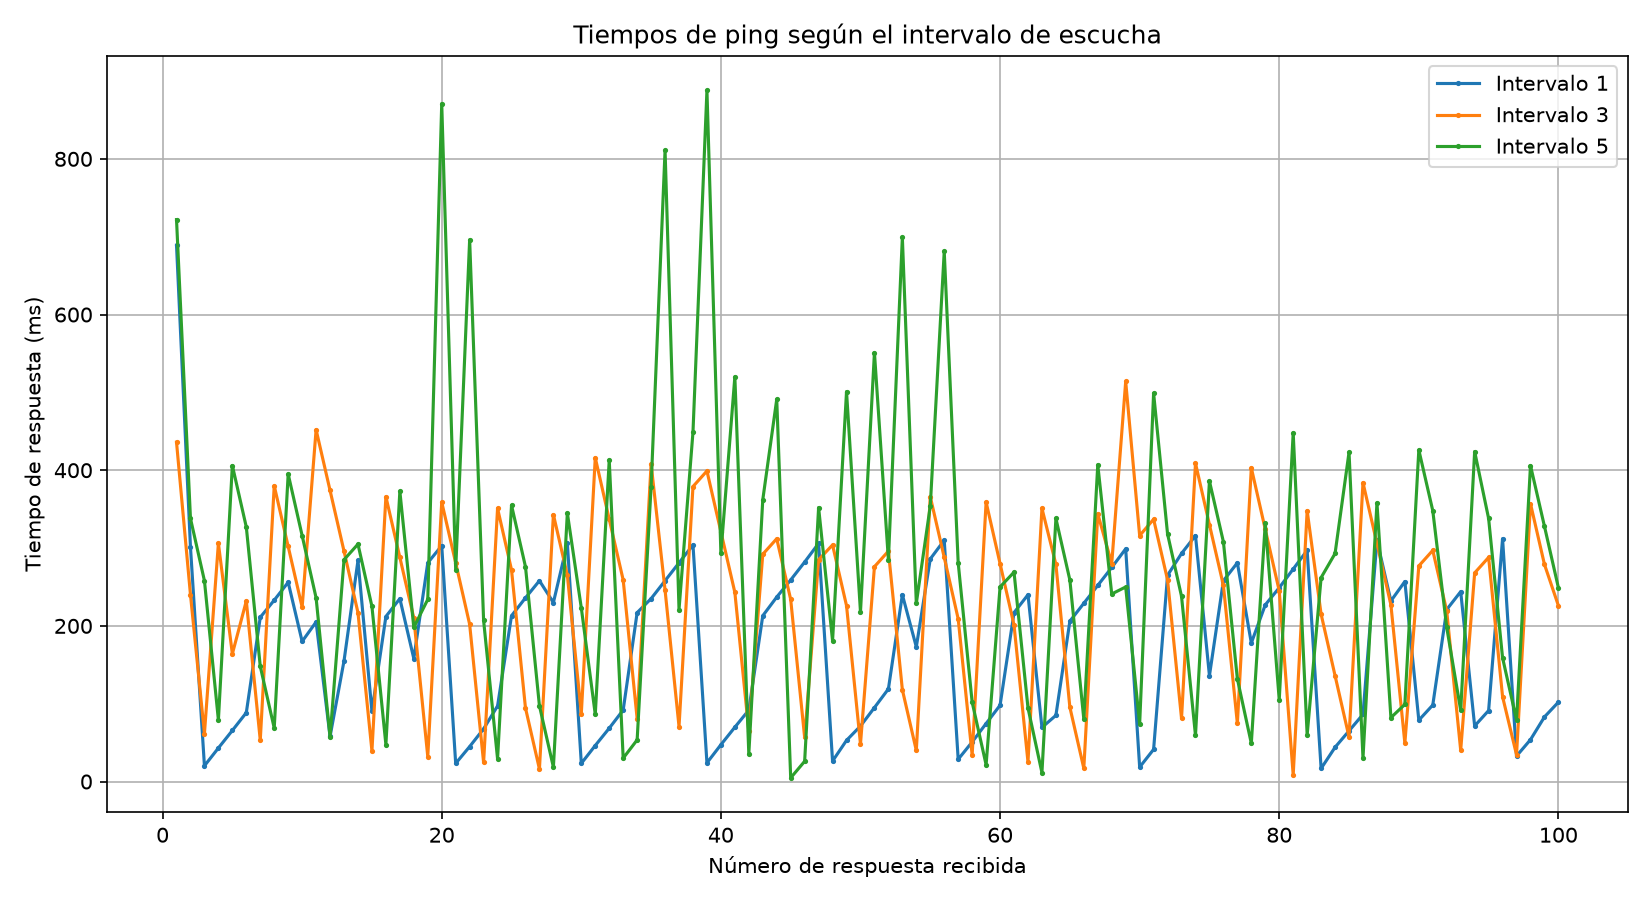 Tiempos de ping según el intervalo de escucha
Intervalo 1
Intervalo 3
Intervalo 5
Tiempo de respuesta (ms)
800
600
400
200
0
0 20 40 60 80 100
Número de respuesta recibida